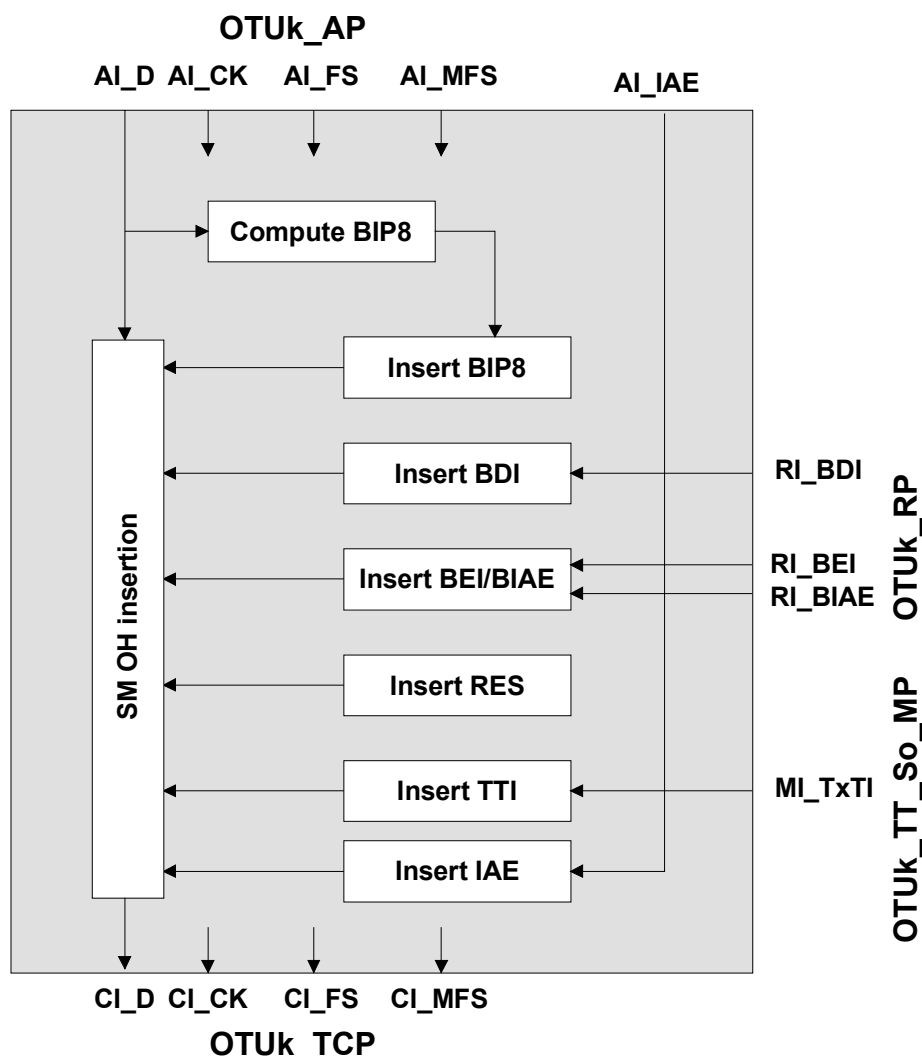 OTUk_AP
AI_D AI_CK AI_FS AI_MFS AI_IAE
Compute BIP8
Insert BIP8
Insert BDI
RI_BDI
Insert BEI/BIAE
RI_BEI
RI_BIAE
OTUk_RP
SM OH insertion
Insert RES
Insert TTI
MI_TxTI
OTUk_TT_So_MP
Insert IAE
CI_D CI_CK CI_FS CI_MFS
OTUk_TCP